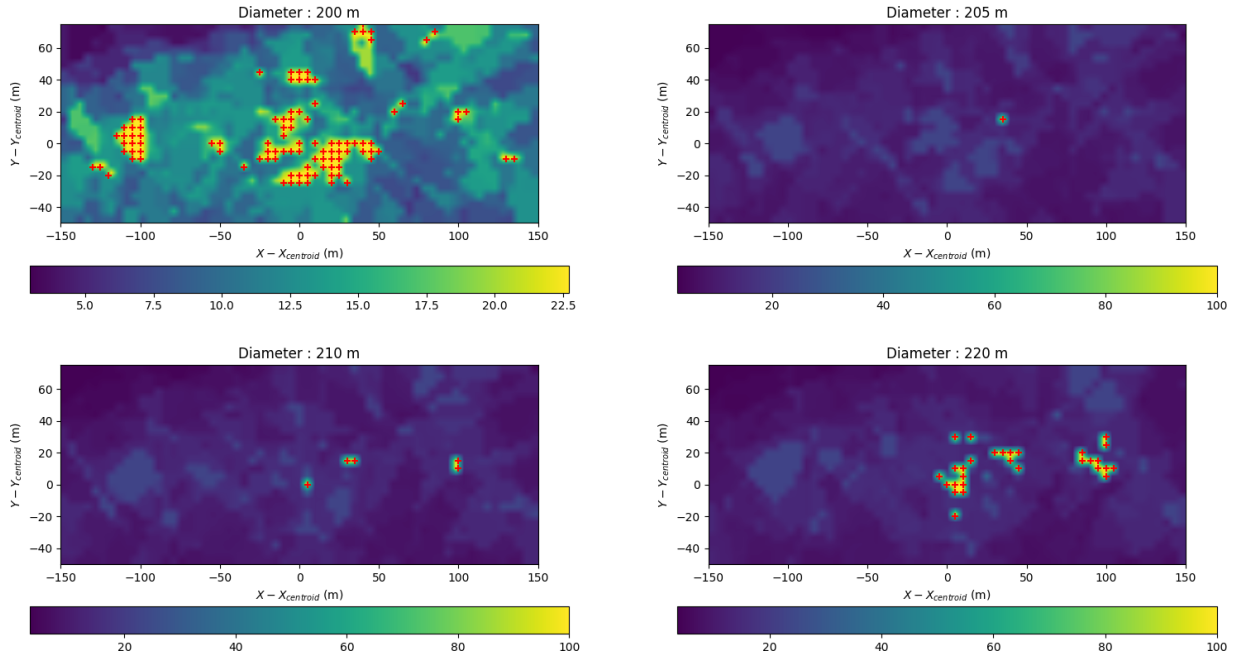 Diameter : 200 m
Y − Y_centroid (m)
60
40
20
0
−20
−40
−150 −100 −50 0 50 100 150
X − X_centroid (m)
5.0 7.5 10.0 12.5 15.0 17.5 20.0 22.5
Diameter : 205 m
Y − Y_centroid (m)
60
40
20
0
−20
−40
−150 −100 −50 0 50 100 150
X − X_centroid (m)
20 40 60 80 100
Diameter : 210 m
Y − Y_centroid (m)
60
40
20
0
−20
−40
−150 −100 −50 0 50 100 150
X − X_centroid (m)
20 40 60 80 100
Diameter : 220 m
Y − Y_centroid (m)
60
40
20
0
−20
−40
−150 −100 −50 0 50 100 150
X − X_centroid (m)
20 40 60 80 100